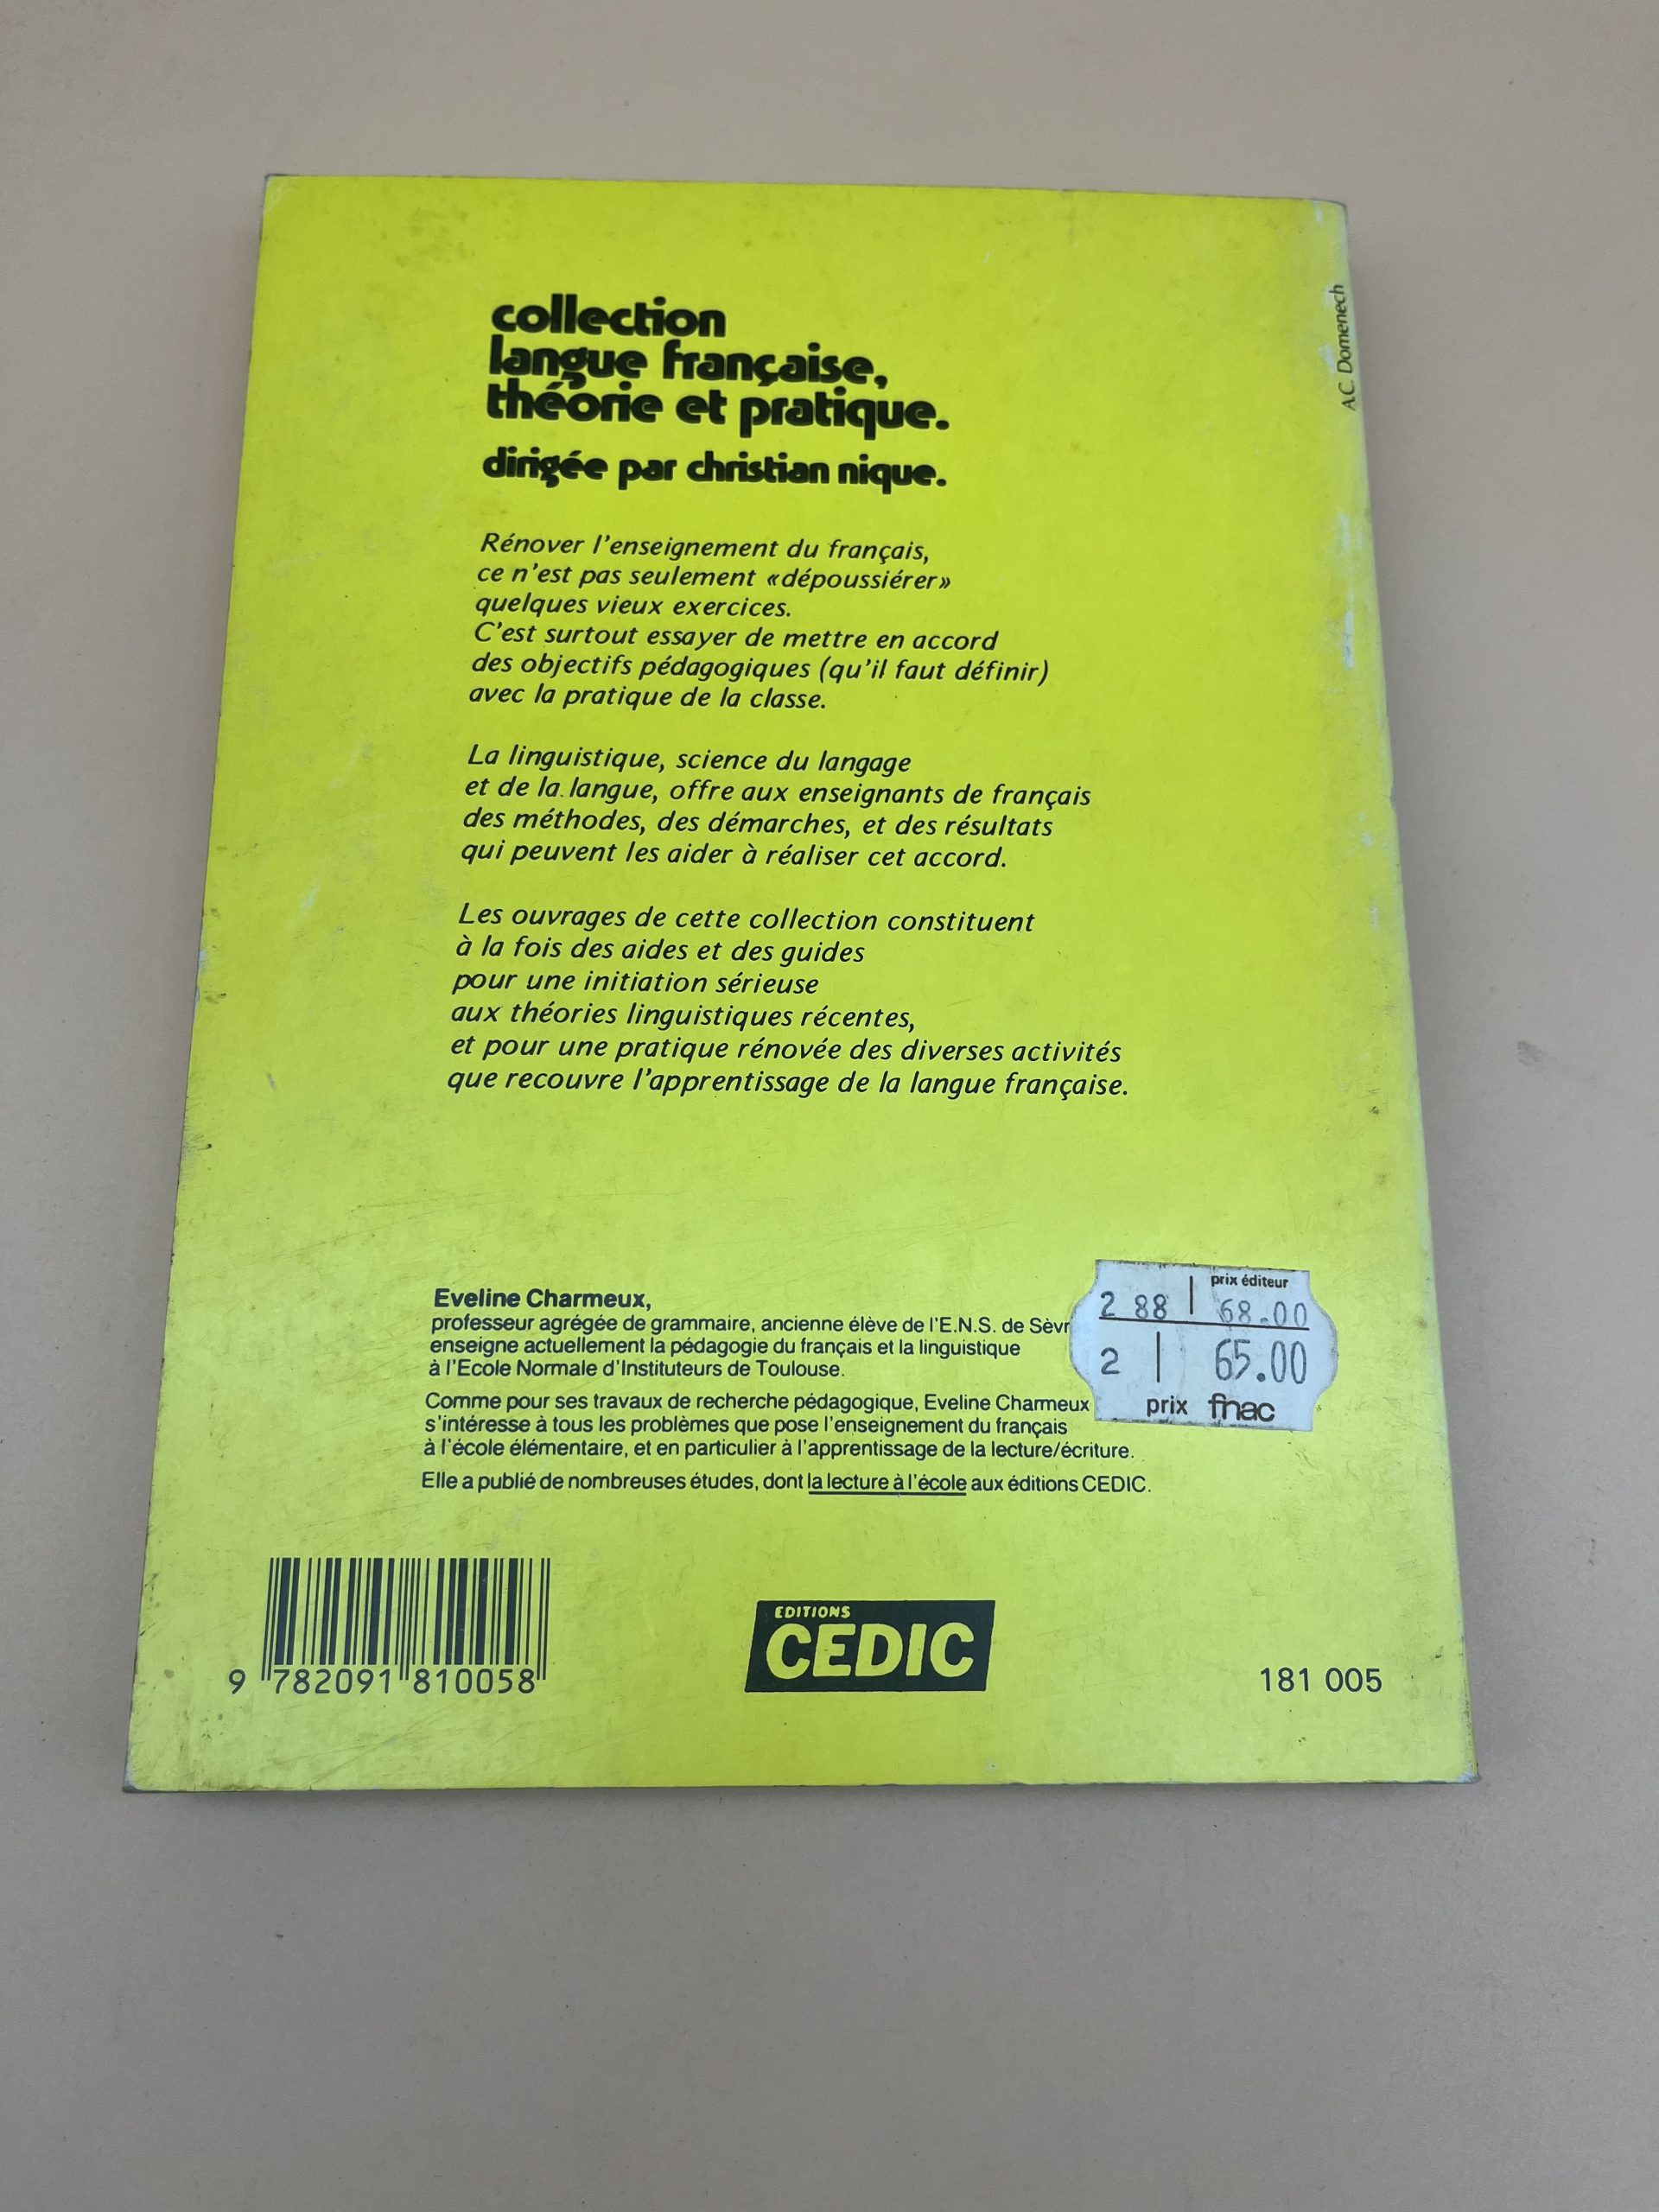 collection
langue française,
théorie et pratique.
dirigée par christian nique.
Rénover l'enseignement du français,
ce n'est pas seulement «dépoussiérer»
quelques vieux exercices.
C'est surtout essayer de mettre en accord
des objectifs pédagogiques (qu'il faut définir)
avec la pratique de la classe.
La linguistique, science du langage
et de la langue, offre aux enseignants de français
des méthodes, des démarches, et des résultats
qui peuvent les aider à réaliser cet accord.
Les ouvrages de cette collection constituent
à la fois des aides et des guides
pour une initiation sérieuse
aux théories linguistiques récentes,
et pour une pratique rénovée des diverses activités
que recouvre l'apprentissage de la langue française.
A.C. Domenech
Eveline Charmeux,
professeur agrégée de grammaire, ancienne élève de l'E.N.S. de Sèvr
enseigne actuellement la pédagogie du français et la linguistique
à l'Ecole Normale d'Instituteurs de Toulouse.
Comme pour ses travaux de recherche pédagogique, Eveline Charmeux
s'intéresse à tous les problèmes que pose l'enseignement du français
à l'école élémentaire, et en particulier à l'apprentissage de la lecture/écriture.
Elle a publié de nombreuses études, dont la lecture à l'école aux éditions CEDIC.
prix éditeur
2 88 68.00
2 65.00
prix fnac
9 782091 810058
EDITIONS
CEDIC
181 005